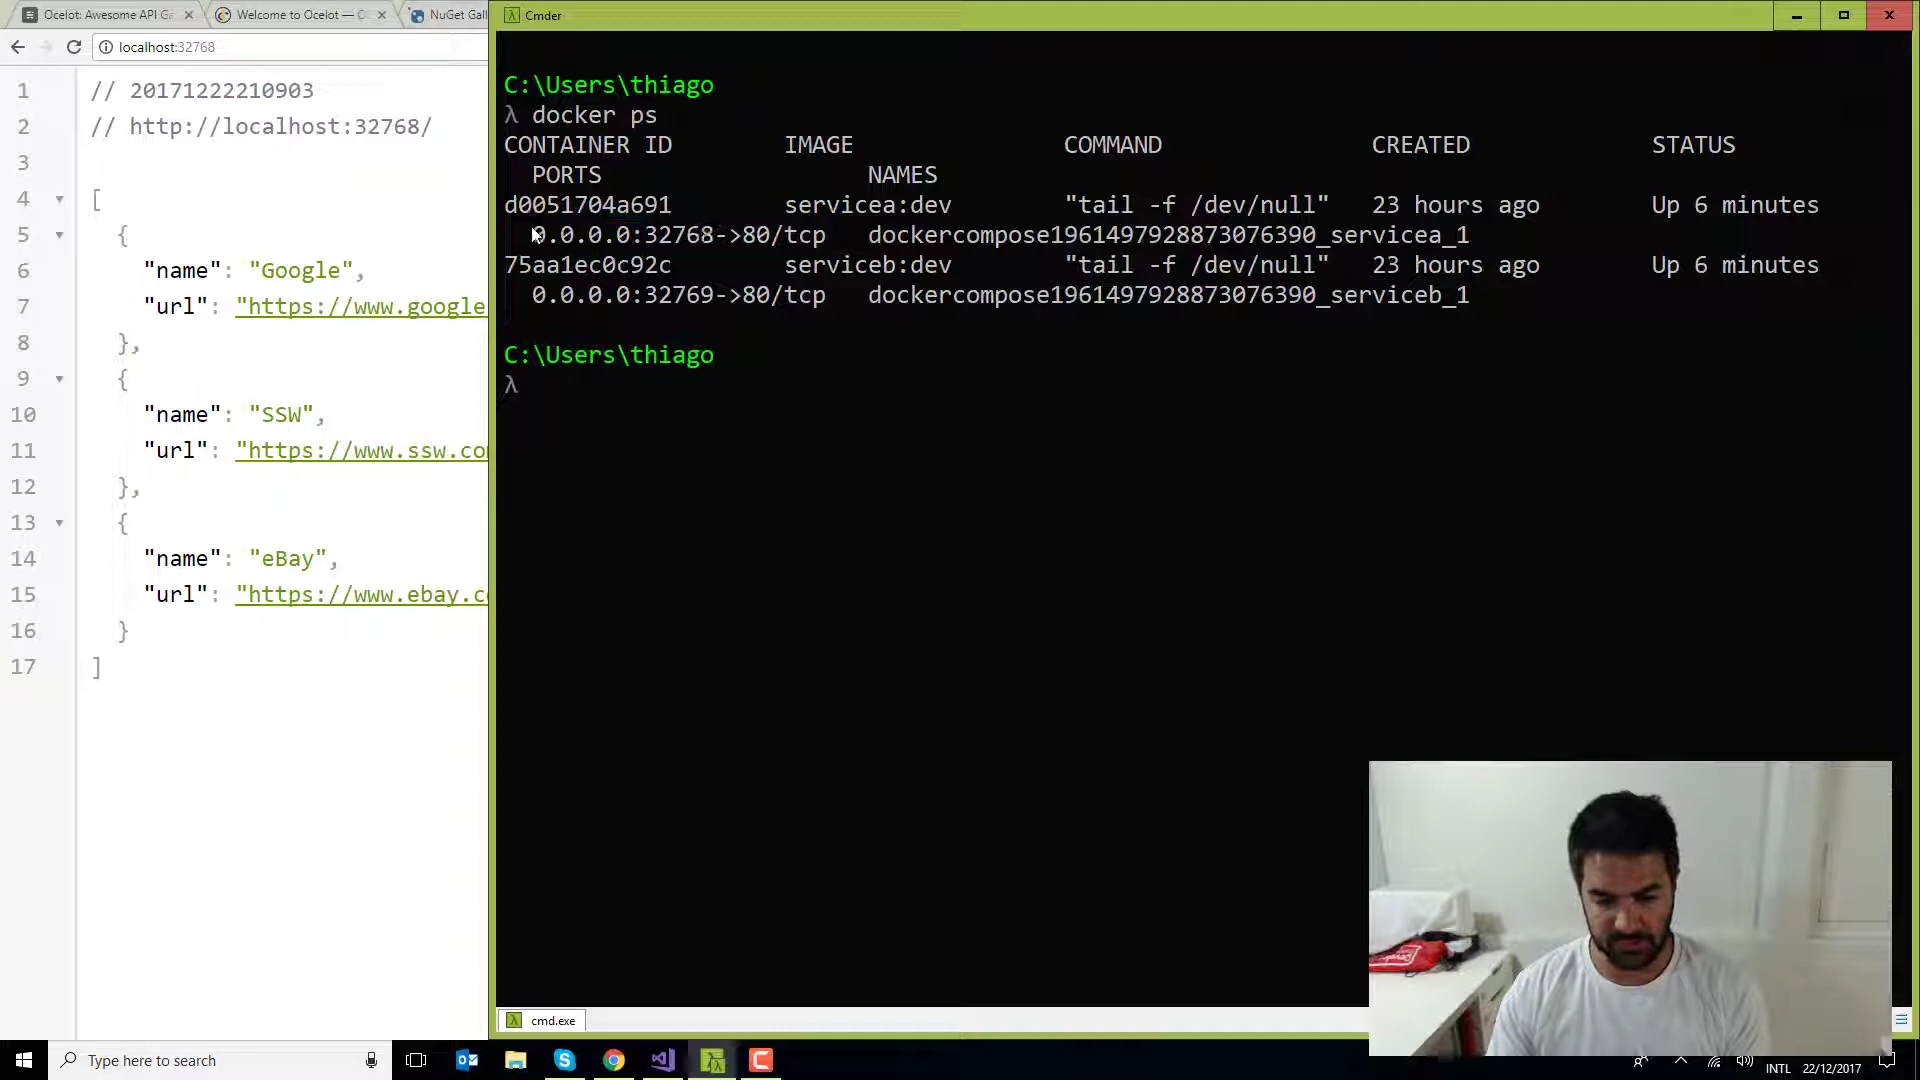 Ocelot: Awesome API Ga
Welcome to Ocelot — C
NuGet Gal
Cmder
localhost:32768
1 // 20171222210903
2 // http://localhost:32768/
3
4 [
5 {
6 "name": "Google",
7 "url": "https://www.google
8 },
9 {
10 "name": "SSW",
11 "url": "https://www.ssw.co
12 },
13 {
14 "name": "eBay",
15 "url": "https://www.ebay.c
16 }
17 ]
C:\Users\thiago
λ docker ps
CONTAINER ID IMAGE COMMAND CREATED STATUS
PORTS NAMES
d0051704a691 servicea:dev "tail -f /dev/null" 23 hours ago Up 6 minutes
0.0.0.0:32768->80/tcp dockercompose1961497928873076390_servicea_1
75aa1ec0c92c serviceb:dev "tail -f /dev/null" 23 hours ago Up 6 minutes
0.0.0.0:32769->80/tcp dockercompose1961497928873076390_serviceb_1
C:\Users\thiago
λ
cmd.exe
Type here to search
INTL 22/12/2017